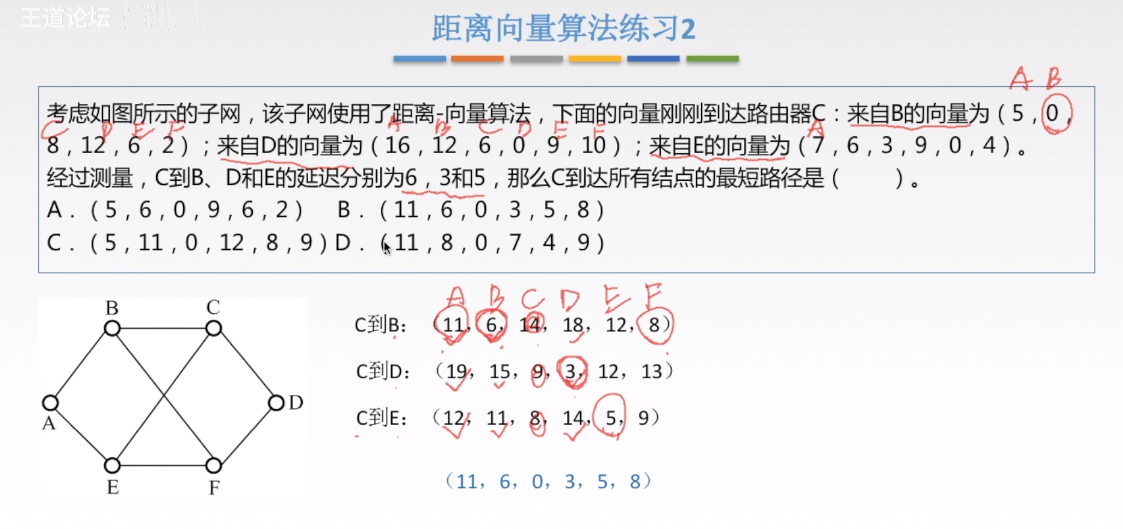 王道论坛
距离向量算法练习2
A B
考虑如图所示的子网，该子网使用了距离-向量算法，下面的向量刚刚到达路由器C：来自B的向量为（5，0，
C D E F A B C D E F A
8，12，6，2）；来自D的向量为（16，12，6，0，9，10）；来自E的向量为（7，6，3，9，0，4）。
经过测量，C到B、D和E的延迟分别为6，3和5，那么C到达所有结点的最短路径是（ ）。
A．（5，6，0，9，6，2） B．（11，6，0，3，5，8）
C．（5，11，0，12，8，9）D．（11，8，0，7，4，9）
A B C D E F
C到B：（11，6，14，18，12，8）
C到D：（19，15，9，3，12，13）
C到E：（12，11，8，14，5，9）
（11，6，0，3，5，8）
B C
A D
E F